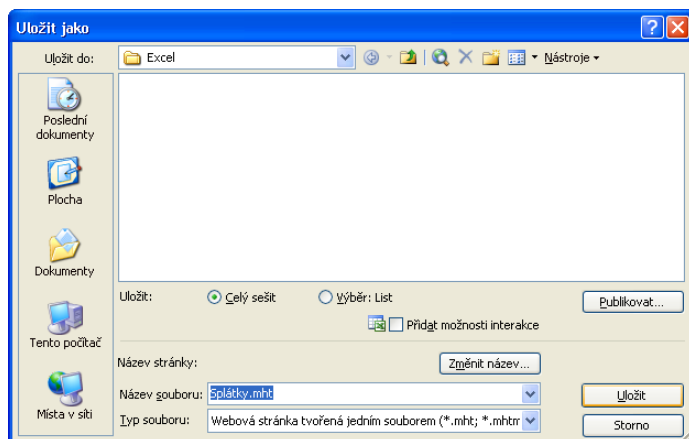 Uložit jako
Uložit do:
Excel
Nástroje
Poslední
dokumenty
Plocha
Dokumenty
Tento počítač
Místa v síti
Uložit:
Celý sešit
Výběr: List
Publikovat...
Přidat možnosti interakce
Název stránky:
Změnit název...
Název souboru:
Splátky.mht
Uložit
Typ souboru:
Webová stránka tvořená jedním souborem (*.mht; *.mhtm
Storno